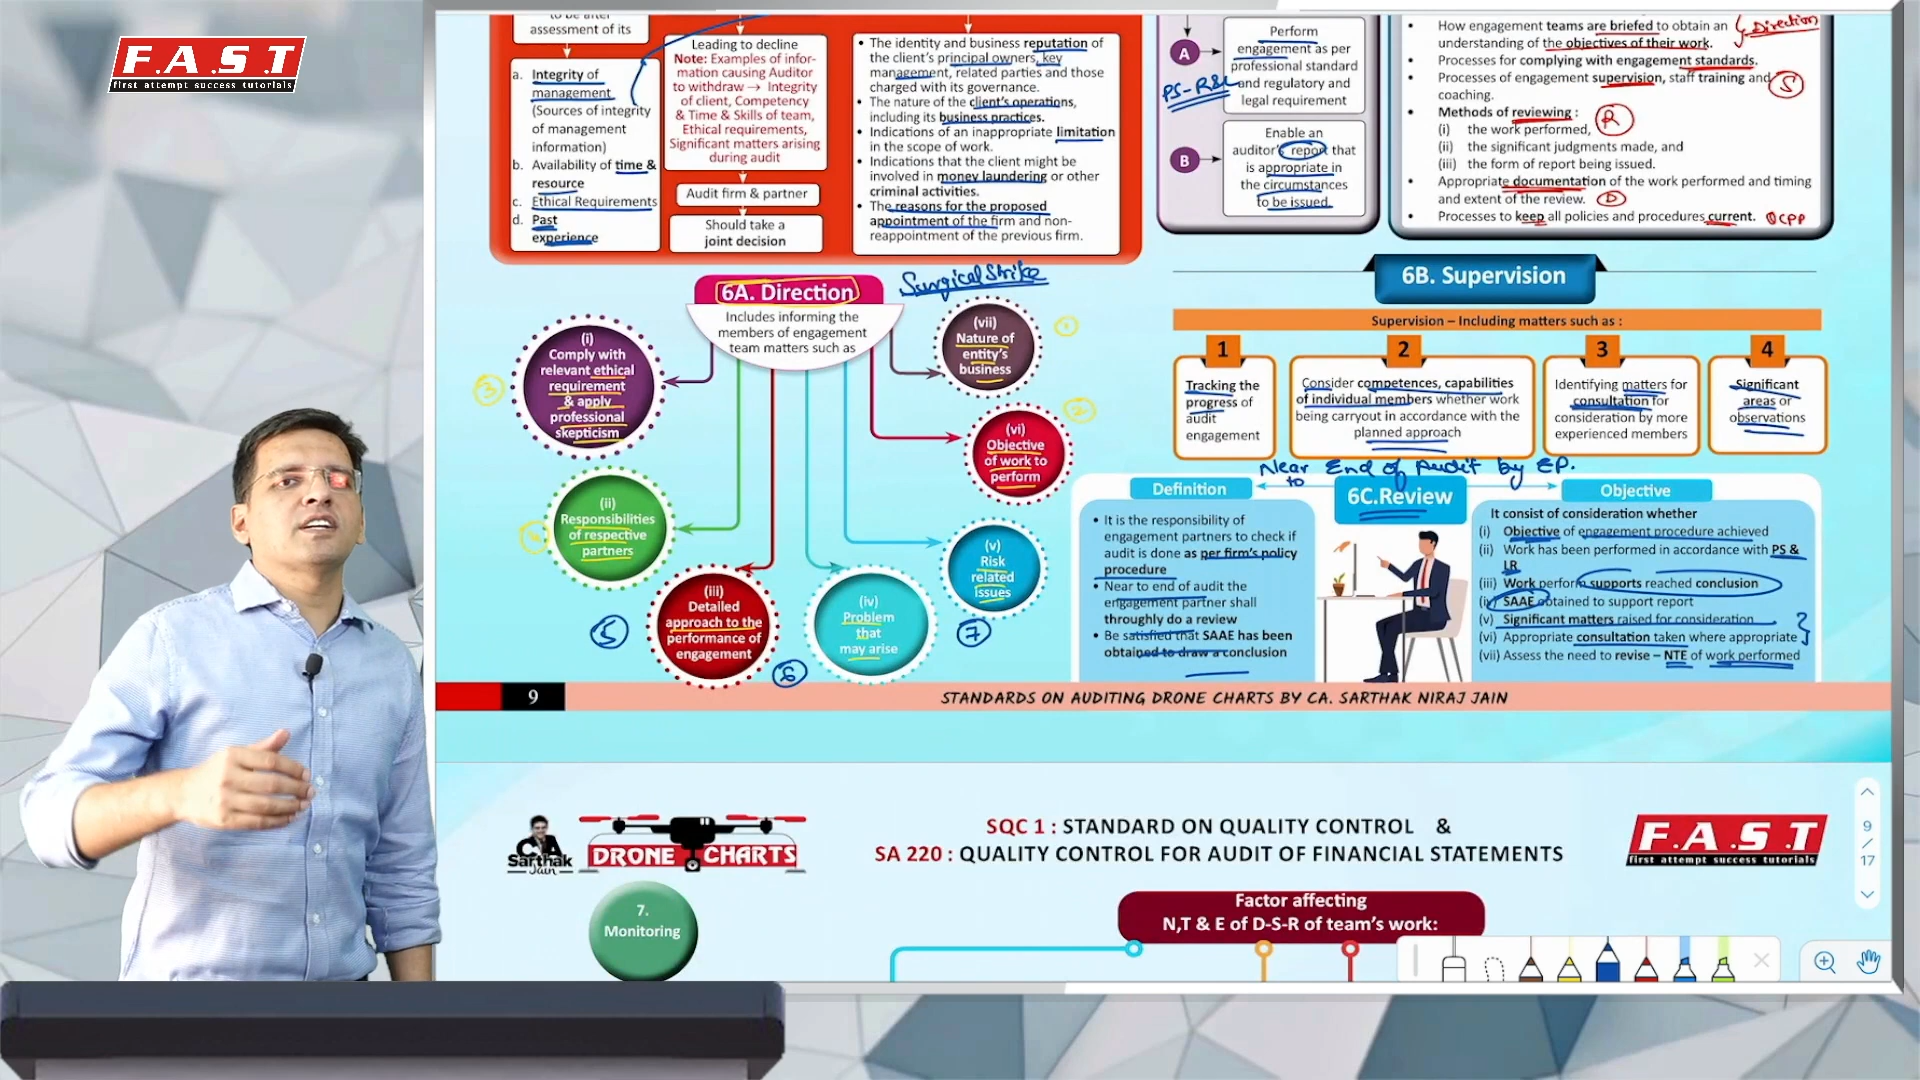 F.A.S.T
first attempt success tutorials
to be after
assessment of its
a. Integrity of
management
(Sources of integrity
of management
information)
b. Availability of time &
resource
c. Ethical Requirements
d. Past
experience
Leading to decline
Note: Examples of infor-
mation causing Auditor
to withdraw → Integrity
of client, Competency
& Time & Skills of team,
Ethical requirements,
Significant matters arising
during audit
Audit firm & partner
Should take a
joint decision
• The identity and business reputation of
the client's principal owners, key
management, related parties and those
charged with its governance.
• The nature of the client's operations,
including its business practices.
• Indications of an inappropriate limitation
in the scope of work.
• Indications that the client might be
involved in money laundering or other
criminal activities.
• The reasons for the proposed
appointment of the firm and non-
reappointment of the previous firm.
A
Perform
engagement as per
professional standard
and regulatory and
legal requirement
PS-R&L
B
Enable an
auditor's report that
is appropriate in
the circumstances
to be issued.
• How engagement teams are briefed to obtain an
understanding of the objectives of their work.
Direction
• Processes for complying with engagement standards.
• Processes of engagement supervision, staff training and
coaching.
S
• Methods of reviewing :
R
(i) the work performed,
(ii) the significant judgments made, and
(iii) the form of report being issued.
• Appropriate documentation of the work performed and timing
and extent of the review.
D
• Processes to keep all policies and procedures current.
CPP
6A. Direction
Surgical Strike
Includes informing the
members of engagement
team matters such as
(i)
Comply with
relevant ethical
requirement
& apply
professional
skepticism
3
(ii)
Responsibilities
of respective
partners
4
(iii)
Detailed
approach to the
performance of
engagement
5
(iv)
Problem
that
may arise
6
(v)
Risk
related
issues
7
(vi)
Objective
of work to
perform
2
(vii)
Nature of
entity's
business
1
6B. Supervision
Supervision – Including matters such as :
1
Tracking the
progress of
audit
engagement
2
Consider competences, capabilities
of individual members whether work
being carryout in accordance with the
planned approach
3
Identifying matters for
consultation for
consideration by more
experienced members
4
Significant
areas or
observations
Near to End of Audit by EP.
6C.Review
Definition
• It is the responsibility of
engagement partners to check if
audit is done as per firm's policy
procedure
• Near to end of audit the
engagement partner shall
throughly do a review
• Be satisfied that SAAE has been
obtained to draw a conclusion
Objective
It consist of consideration whether
(i) Objective of engagement procedure achieved
(ii) Work has been performed in accordance with PS &
LR
(iii) Work perform supports reached conclusion
(iv) SAAE obtained to support report
(v) Significant matters raised for consideration
(vi) Appropriate consultation taken where appropriate
(vii) Assess the need to revise – NTE of work performed
9
STANDARDS ON AUDITING DRONE CHARTS BY CA. SARTHAK NIRAJ JAIN
CA
Sarthak
Jain
DRONE CHARTS
SQC 1 : STANDARD ON QUALITY CONTROL &
SA 220 : QUALITY CONTROL FOR AUDIT OF FINANCIAL STATEMENTS
F.A.S.T
first attempt success tutorials
7.
Monitoring
Factor affecting
N,T & E of D-S-R of team's work:
9
/
17